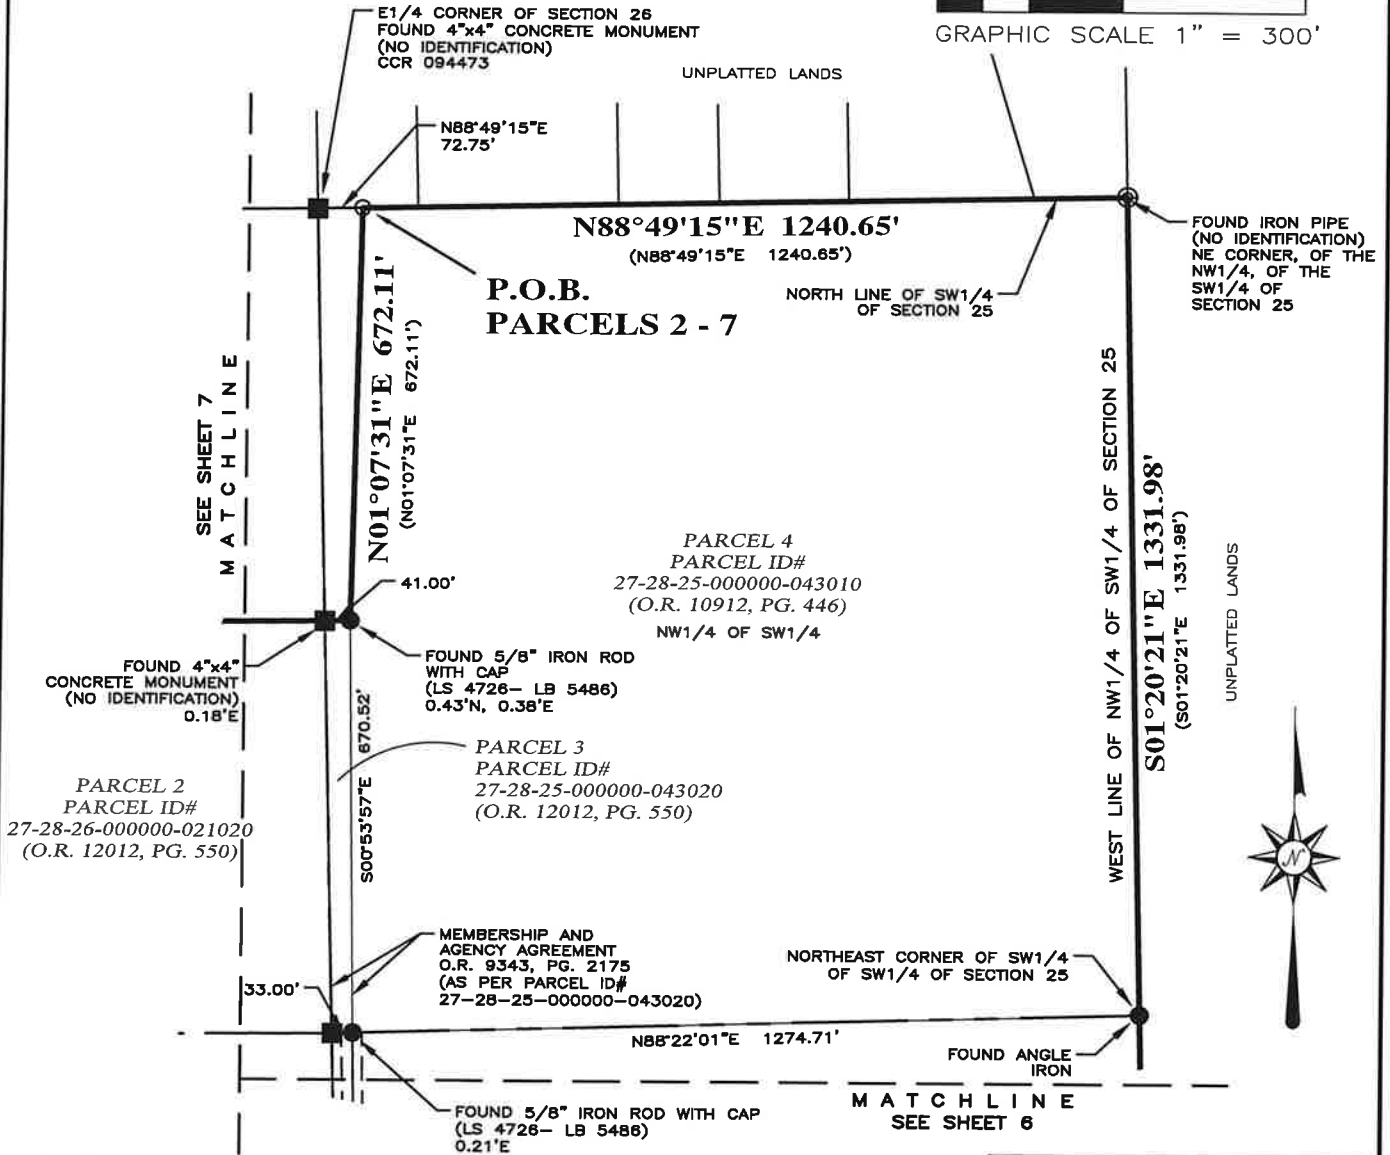 E1/4 CORNER OF SECTION 26
FOUND 4"x4" CONCRETE MONUMENT
(NO IDENTIFICATION)
CCR 094473
GRAPHIC SCALE 1" = 300'
UNPLATTED LANDS
N88°49'15"E
72.75'
N88°49'15"E 1240.65'
(N88°49'15"E 1240.65')
FOUND IRON PIPE
(NO IDENTIFICATION)
NE CORNER, OF THE
NW1/4, OF THE
SW1/4 OF
SECTION 25
P.O.B.
PARCELS 2 - 7
NORTH LINE OF SW1/4
OF SECTION 25
SEE SHEET 7
MATCHLINE
N01°07'31"E 672.11'
(N01°07'31"E 672.11')
WEST LINE OF NW1/4 OF SW1/4 OF SECTION 25
S01°20'21"E 1331.98'
(S01°20'21"E 1331.98')
UNPLATTED LANDS
PARCEL 4
PARCEL ID#
27-28-25-000000-043010
(O.R. 10912, PG. 446)
NW1/4 OF SW1/4
41.00'
FOUND 4"x4"
CONCRETE MONUMENT
(NO IDENTIFICATION)
0.18'E
FOUND 5/8" IRON ROD
WITH CAP
(LS 4726- LB 5486)
0.43'N, 0.38'E
S00°53'57"E 670.52'
PARCEL 3
PARCEL ID#
27-28-25-000000-043020
(O.R. 12012, PG. 550)
PARCEL 2
PARCEL ID#
27-28-26-000000-021020
(O.R. 12012, PG. 550)
N
MEMBERSHIP AND
AGENCY AGREEMENT
O.R. 9343, PG. 2175
(AS PER PARCEL ID#
27-28-25-000000-043020)
NORTHEAST CORNER OF SW1/4
OF SW1/4 OF SECTION 25
33.00'
N88°22'01"E 1274.71'
FOUND ANGLE
IRON
MATCHLINE
SEE SHEET 6
FOUND 5/8" IRON ROD WITH CAP
(LS 4726- LB 5486)
0.21'E